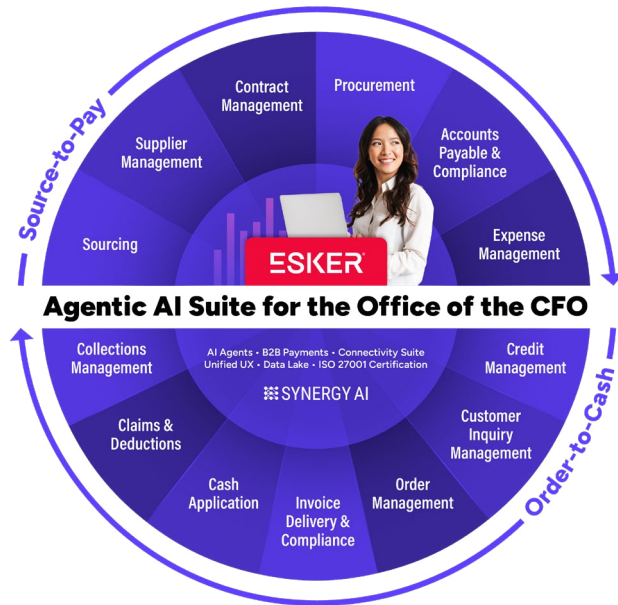 Source-to-Pay
Sourcing
Supplier
Management
Contract
Management
Procurement
Accounts
Payable &
Compliance
Expense
Management
ESKER
Agentic AI Suite for the Office of the CFO
AI Agents • B2B Payments • Connectivity Suite
Unified UX • Data Lake • ISO 27001 Certification
SYNERGY AI
Order-to-Cash
Credit
Management
Customer
Inquiry
Management
Order
Management
Invoice
Delivery &
Compliance
Cash
Application
Claims &
Deductions
Collections
Management